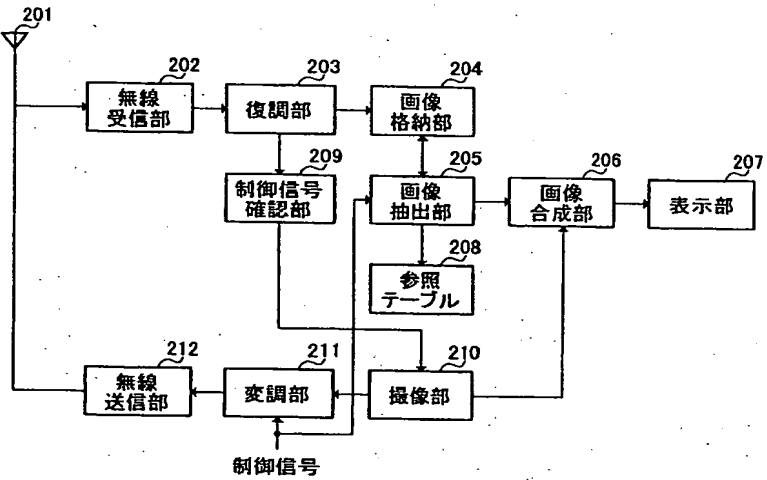 201
202
無線
受信部
203
復調部
204
画像
格納部
209
制御信号
確認部
205
画像
抽出部
206
画像
合成部
207
表示部
208
参照
テーブル
212
無線
送信部
211
変調部
210
撮像部
制御信号